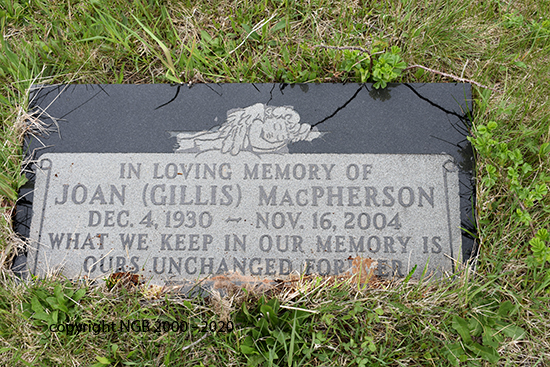 IN LOVING MEMORY OF
JOAN (GILLIS) MACPHERSON
DEC. 4, 1930 ~ NOV. 16, 2004
WHAT WE KEEP IN OUR MEMORY IS
OURS UNCHANGED FOREVER
copyright NGR 2000 - 2020